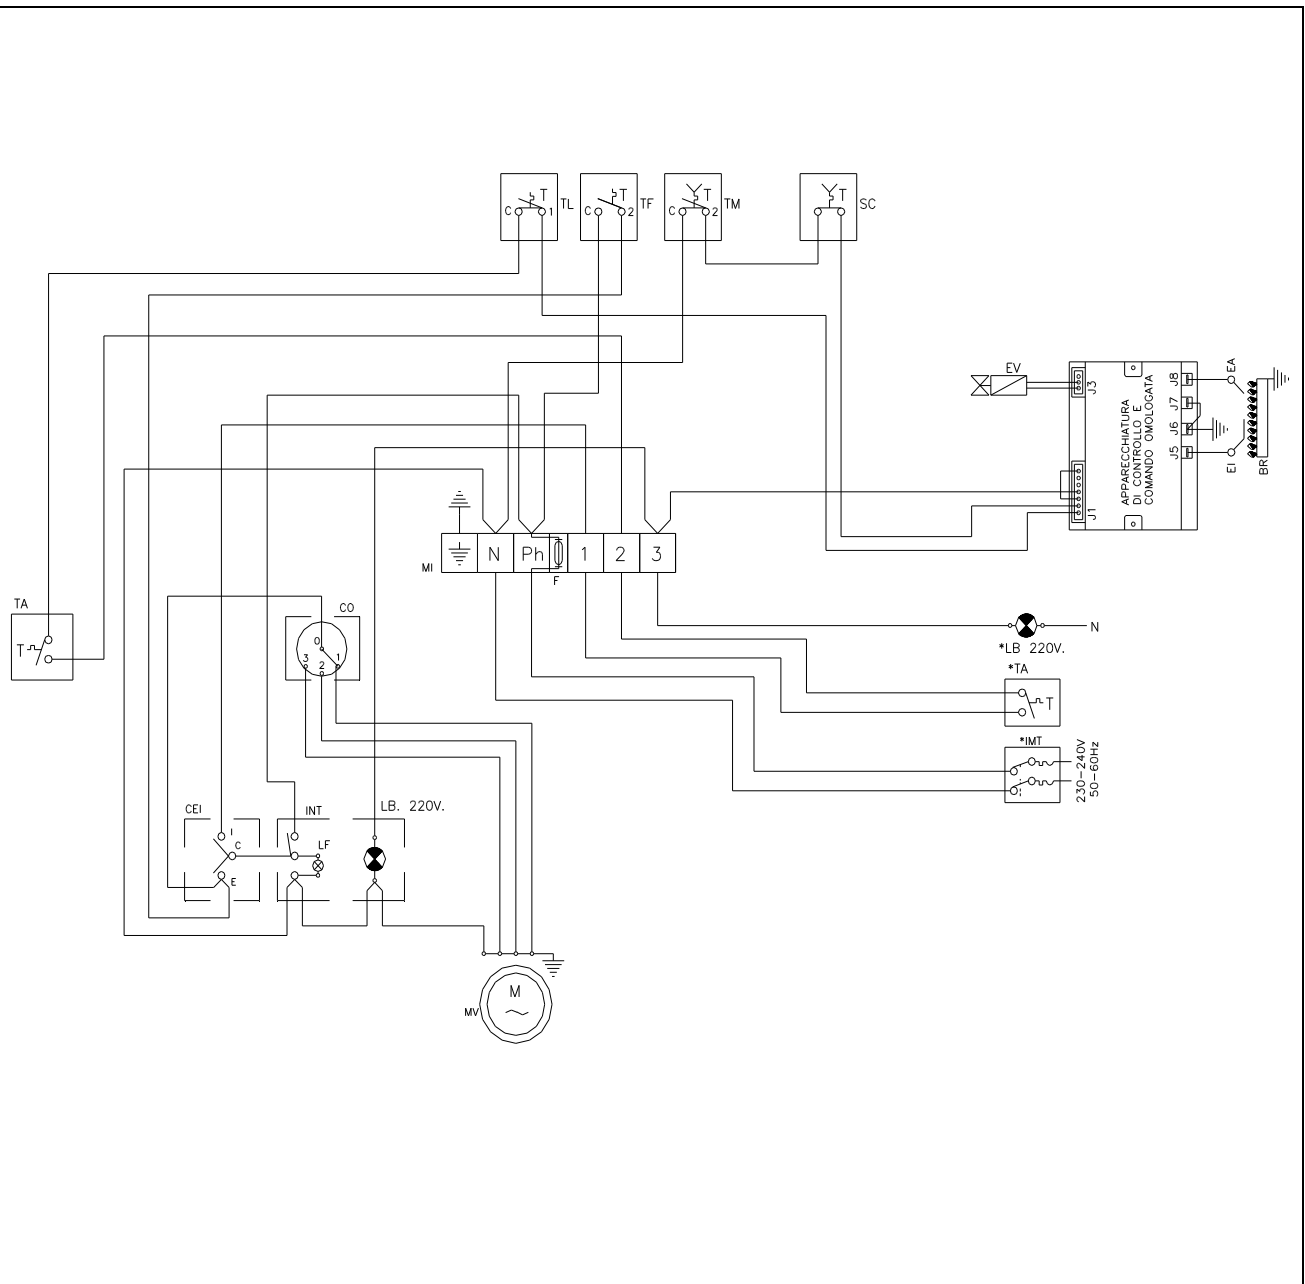 T
T
T
T
TL
TF
TM
SC
C
1
C
2
C
2
EV
EA
J3
J8
J7
J6
J5
J1
APPARECCHIATURA
DI CONTROLLO E
COMANDO OMOLOGATA
EI
BR
N
Ph
1
2
3
MI
F
TA
T
CO
0
3
2
1
N
*LB 220V.
*TA
T
*IMT
230-240V
50-60Hz
CEI
INT
LB. 220V.
I
C
LF
E
M
MV